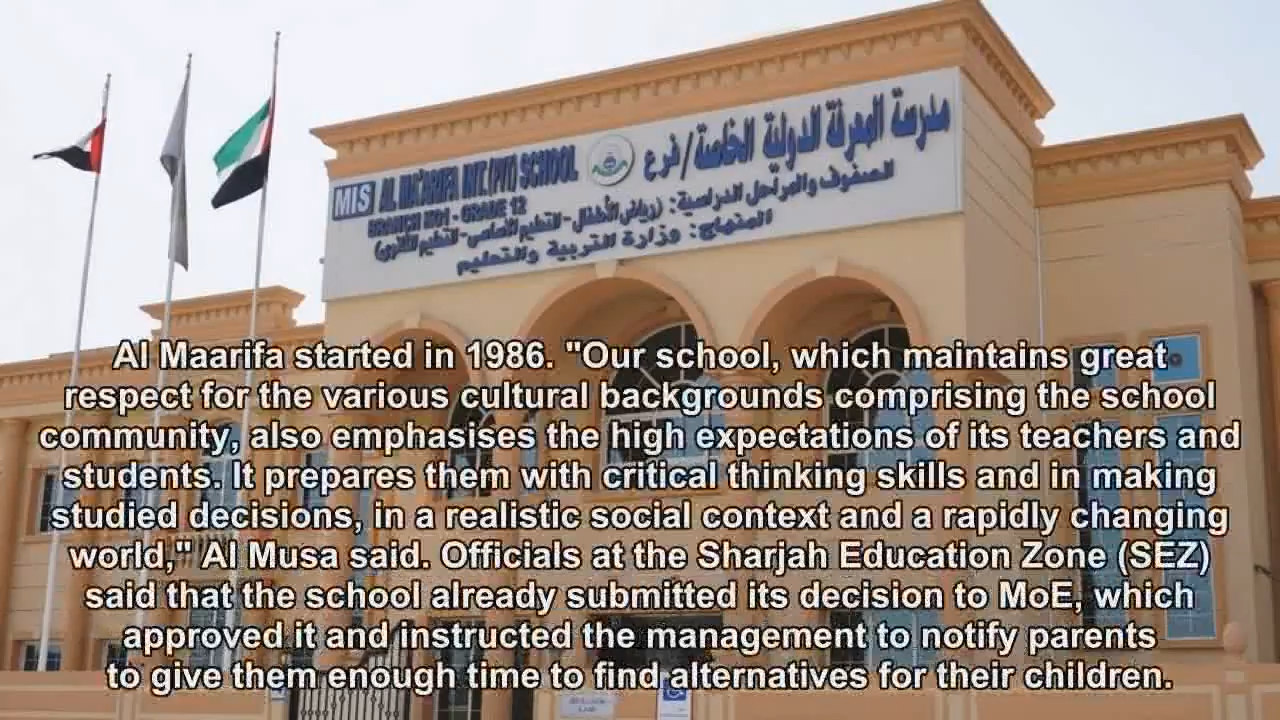 مدرسة المعرفة الدولية الخاصة/فرع
MIS AL MA'ARIFA INT.(PVT) SCHOOL
الصفوف والمراحل الدراسية: (رياض الأطفال - التعليم الأساسي - التعليم الثانوي)
BRANCH KG1 - GRADE 12
المنهاج: وزارة التربية والتعليم
Al Maarifa started in 1986. "Our school, which maintains great
respect for the various cultural backgrounds comprising the school
community, also emphasises the high expectations of its teachers and
students. It prepares them with critical thinking skills and in making
studied decisions, in a realistic social context and a rapidly changing
world," Al Musa said. Officials at the Sharjah Education Zone (SEZ)
said that the school already submitted its decision to MoE, which
approved it and instructed the management to notify parents
to give them enough time to find alternatives for their children.